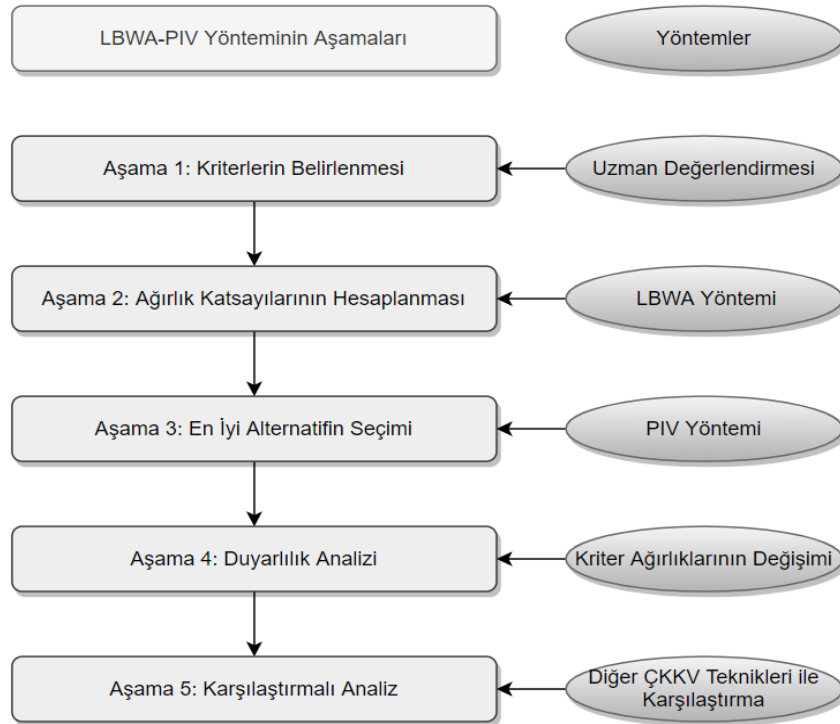 LBWA-PIV Yönteminin Aşamaları
Yöntemler
Aşama 1: Kriterlerin Belirlenmesi
Uzman Değerlendirmesi
Aşama 2: Ağırlık Katsayılarının Hesaplanması
LBWA Yöntemi
Aşama 3: En İyi Alternatifin Seçimi
PIV Yöntemi
Aşama 4: Duyarlılık Analizi
Kriter Ağırlıklarının Değişimi
Aşama 5: Karşılaştırmalı Analiz
Diğer ÇKKV Teknikleri ile
Karşılaştırma